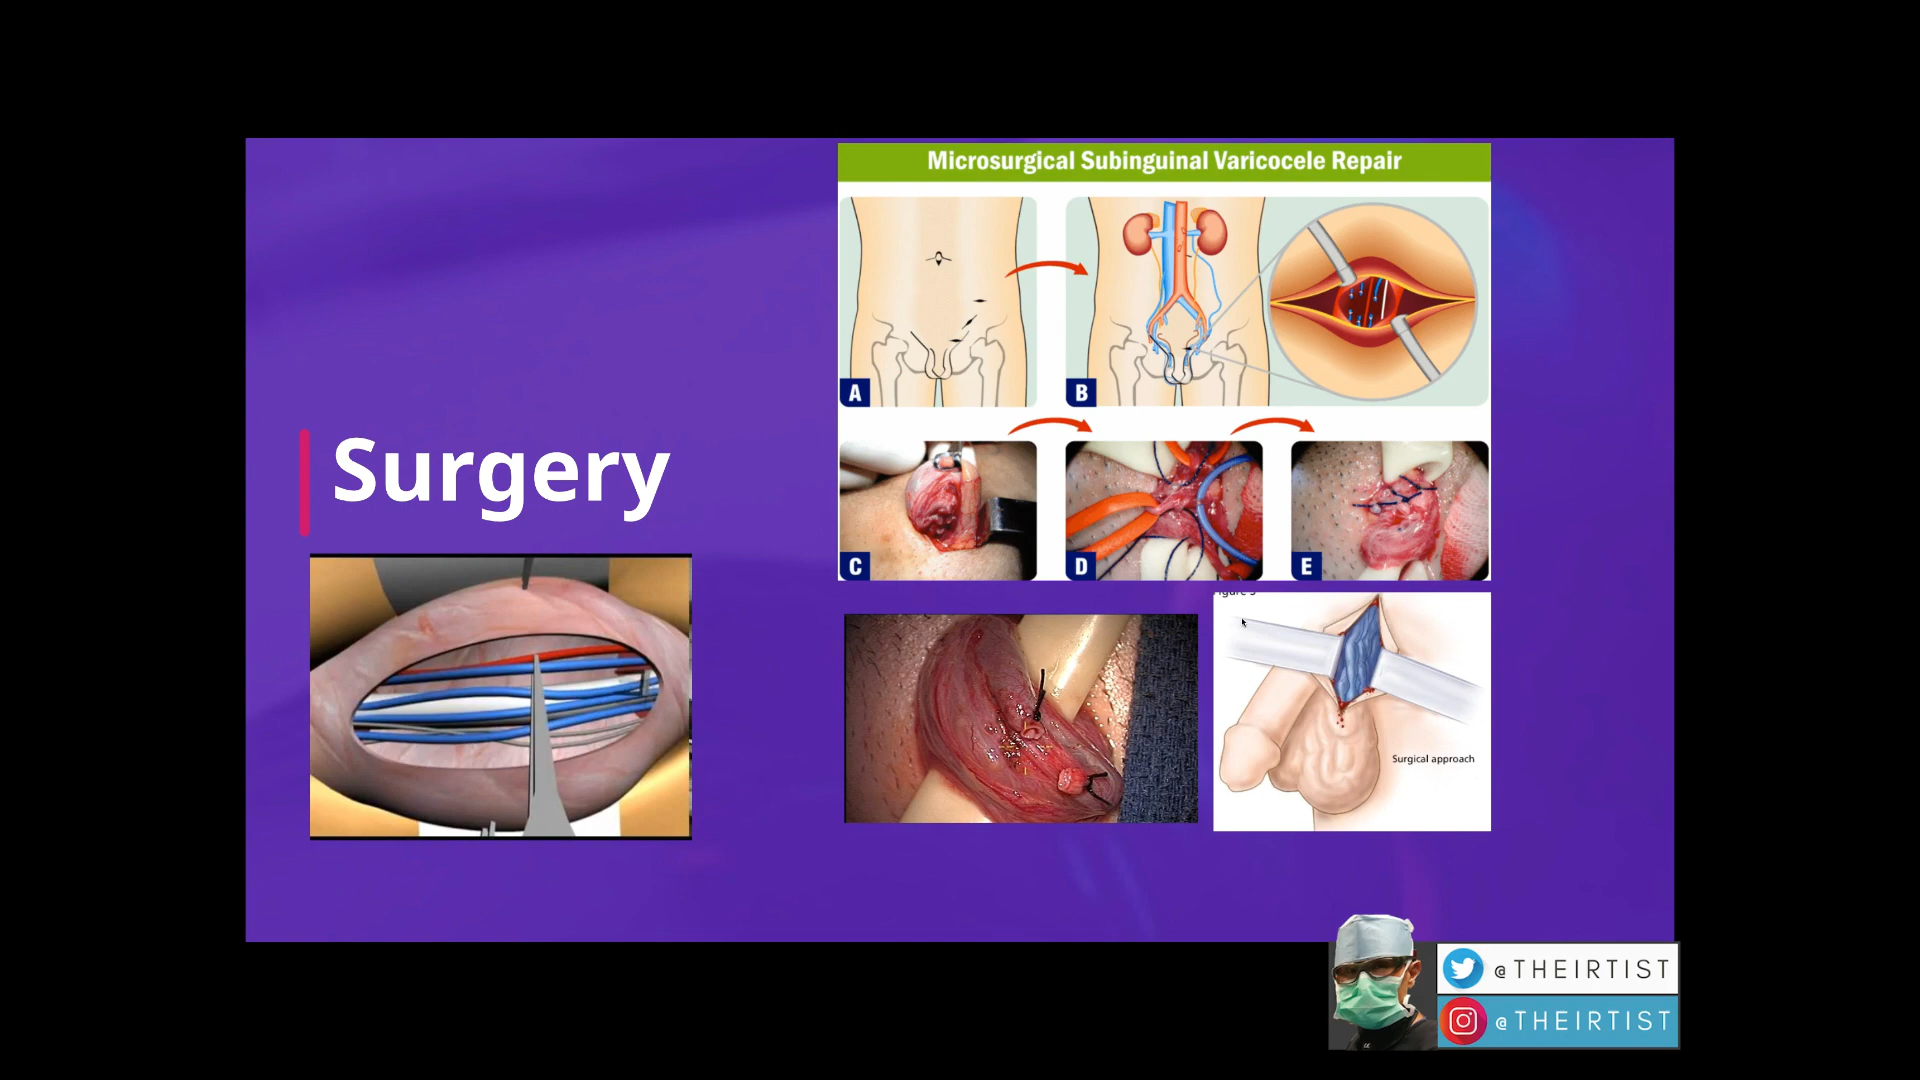 Microsurgical Subinguinal Varicocele Repair
A
B
Surgery
C
D
E
Surgical approach
@THEIRTIST
@THEIRTIST